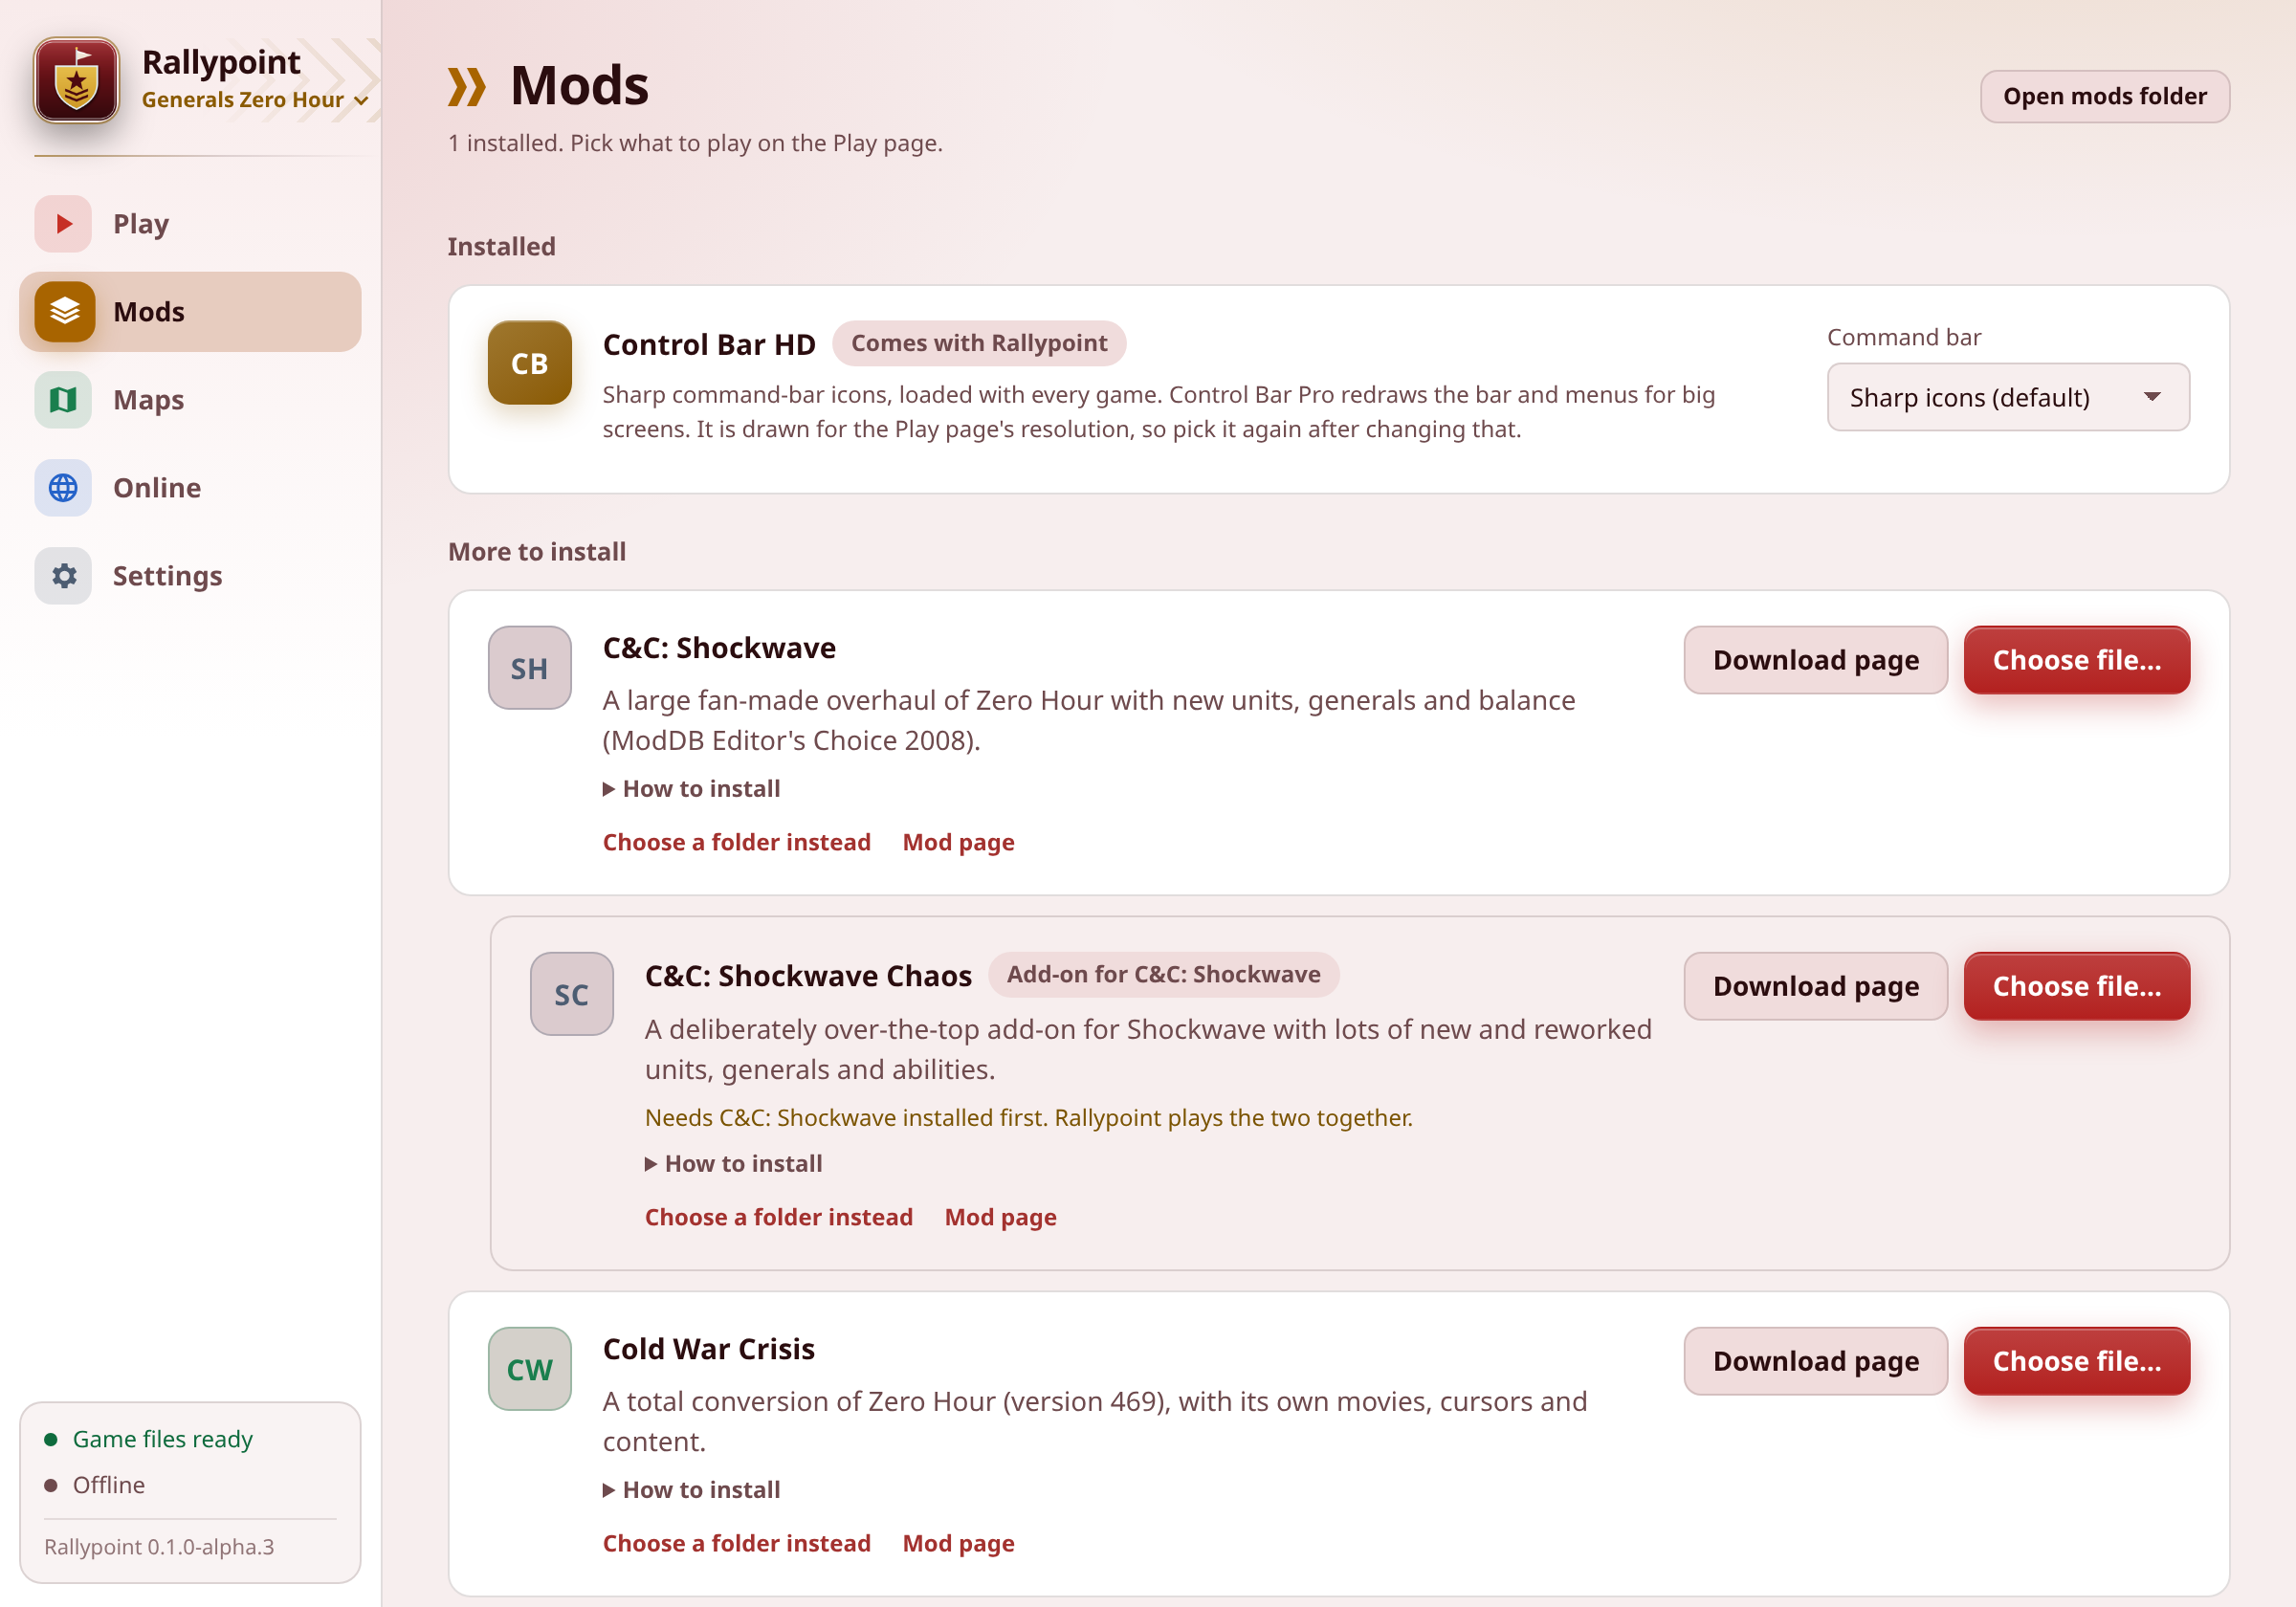 Rallypoint
Generals Zero Hour
Play
Mods
Maps
Online
Settings
Game files ready
Offline
Rallypoint 0.1.0-alpha.3
Mods
1 installed. Pick what to play on the Play page.
Open mods folder
Installed
CB
Control Bar HD
Comes with Rallypoint
Sharp command-bar icons, loaded with every game. Control Bar Pro redraws the bar and menus for big
screens. It is drawn for the Play page's resolution, so pick it again after changing that.
Command bar
Sharp icons (default)
More to install
SH
C&C: Shockwave
A large fan-made overhaul of Zero Hour with new units, generals and balance
(ModDB Editor's Choice 2008).
How to install
Choose a folder instead
Mod page
Download page
Choose file...
SC
C&C: Shockwave Chaos
Add-on for C&C: Shockwave
A deliberately over-the-top add-on for Shockwave with lots of new and reworked
units, generals and abilities.
Needs C&C: Shockwave installed first. Rallypoint plays the two together.
How to install
Choose a folder instead
Mod page
Download page
Choose file...
CW
Cold War Crisis
A total conversion of Zero Hour (version 469), with its own movies, cursors and
content.
How to install
Choose a folder instead
Mod page
Download page
Choose file...